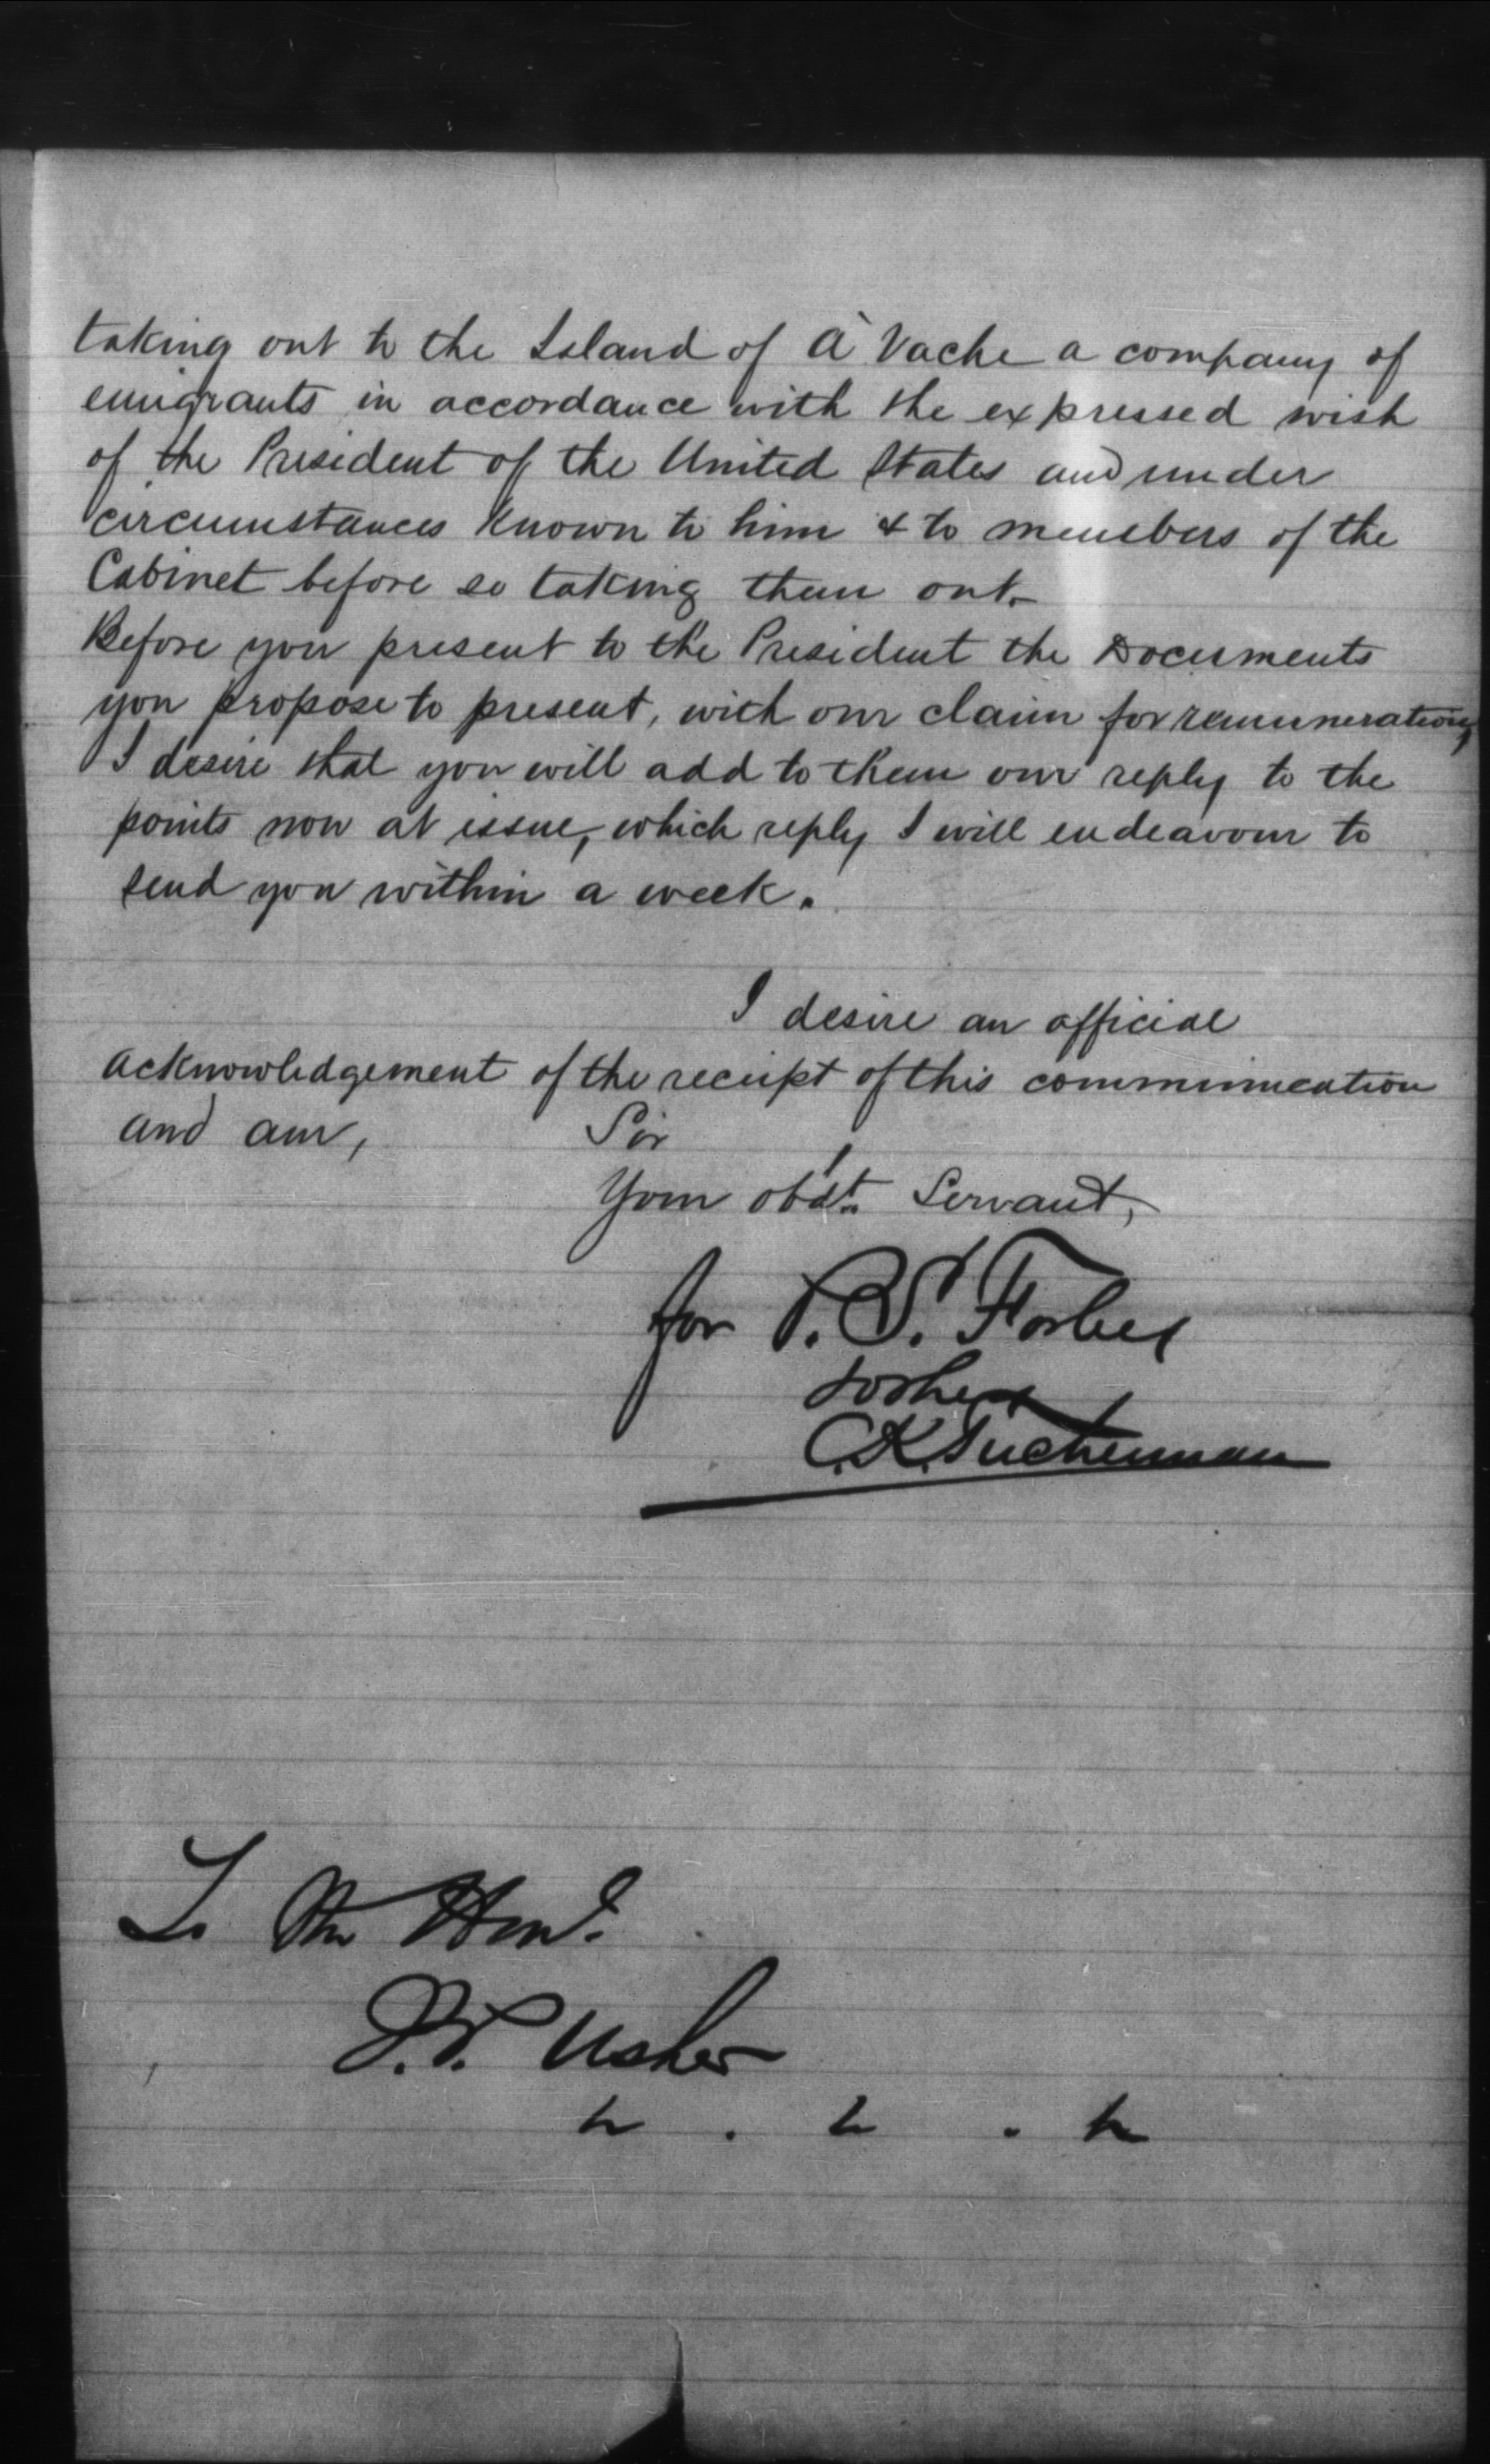 taking out to the Island of A' Vache a company of
emigrants in accordance with the expressed wish
of the President of the United States and under
circumstances known to him & to members of the
Cabinet before so taking them out.
Before you present to the President the Documents
you propose to present, with our claim for remuneration,
I desire that you will add to them our reply to the
points now at issue, which reply I will endeavour to
send you within a week.
I desire an official
acknowledgement of the receipt of this communication
and am, Sir
Your obdt. Servant,
for P. S. Forbes
C. K. Tuckerman
To the Honl.
J. P. Usher